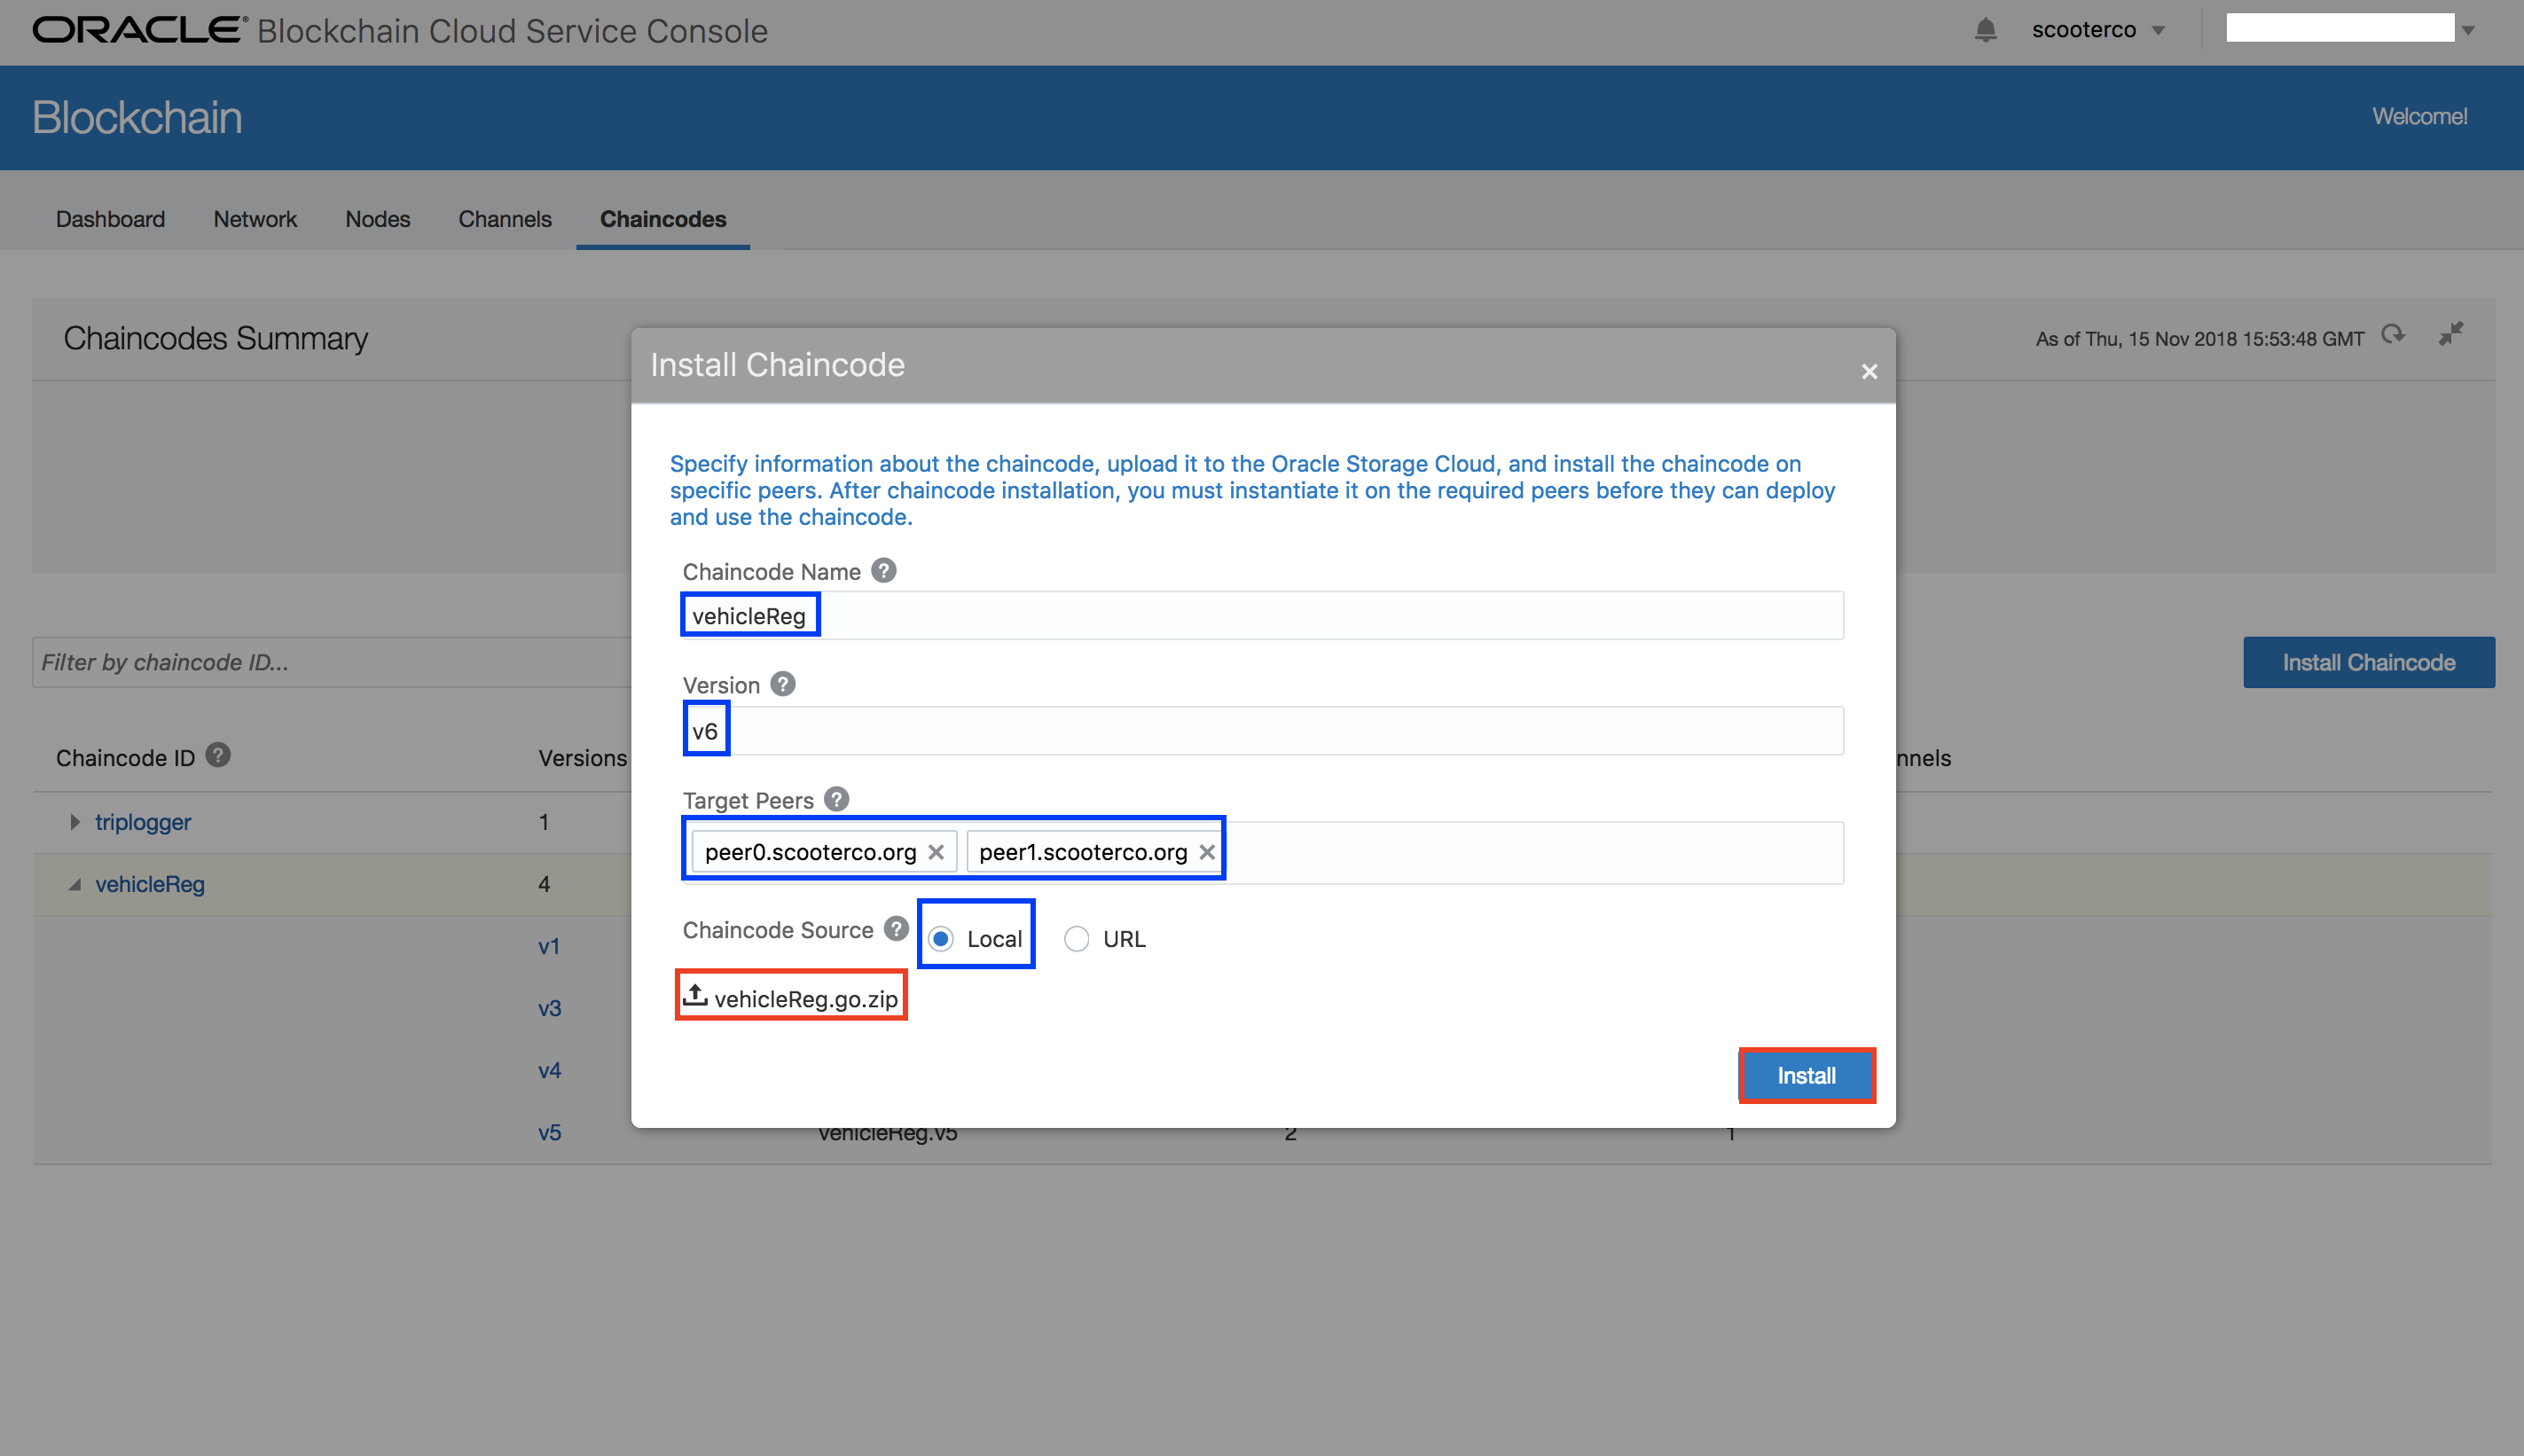 ORACLE® Blockchain Cloud Service Console
scooterco
Blockchain
Welcome!
Dashboard Network Nodes Channels Chaincodes
Chaincodes Summary
As of Thu, 15 Nov 2018 15:53:48 GMT
Install Chaincode
×
Specify information about the chaincode, upload it to the Oracle Storage Cloud, and install the chaincode on
specific peers. After chaincode installation, you must instantiate it on the required peers before they can deploy
and use the chaincode.
Chaincode Name ?
vehicleReg
Version ?
v6
Target Peers ?
peer0.scooterco.org × peer1.scooterco.org ×
Chaincode Source ? Local URL
vehicleReg.go.zip
Install
Filter by chaincode ID...
Install Chaincode
Chaincode ID ? Versions nnels
triplogger 1
vehicleReg 4
v1
v3
v4
v5 vehicleReg.v5 2 1